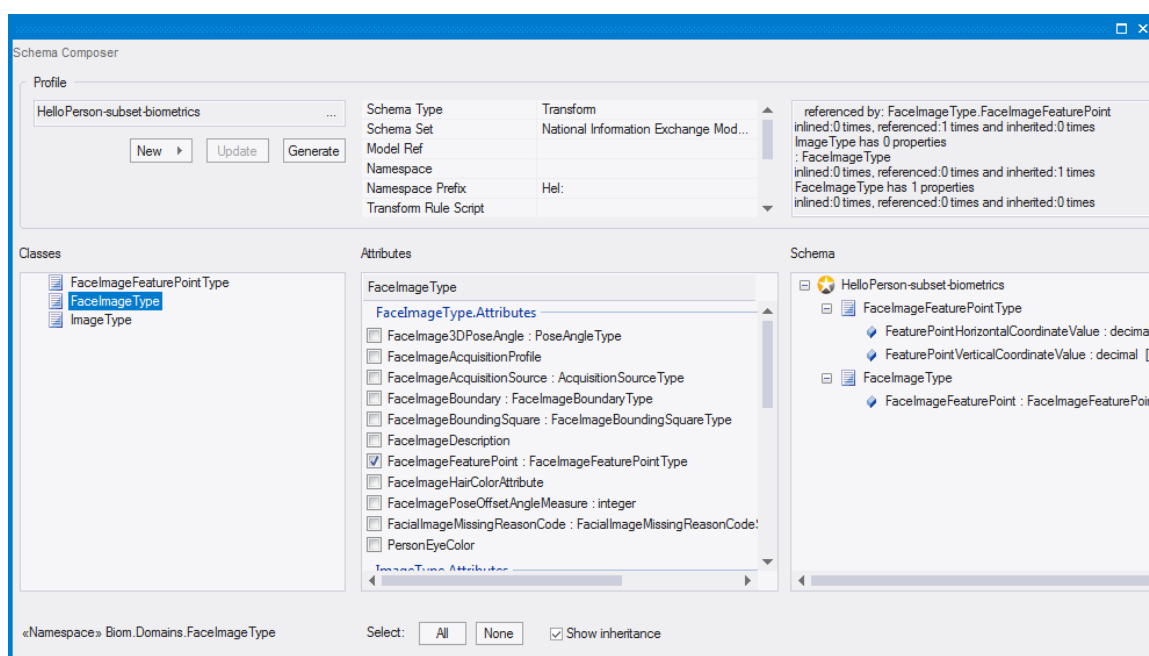 Schema Composer
Profile
HelloPerson-subset-biometrics ...
New Update Generate
Schema Type Transform
Schema Set National Information Exchange Mod...
Model Ref
Namespace
Namespace Prefix Hel:
Transform Rule Script
referenced by: FaceImageType.FaceImageFeaturePoint
inlined:0 times, referenced:1 times and inherited:0 times
ImageType has 0 properties
: FaceImageType
inlined:0 times, referenced:0 times and inherited:1 times
FaceImageType has 1 properties
inlined:0 times, referenced:0 times and inherited:0 times
Classes
FaceImageFeaturePointType
FaceImageType
ImageType
Attributes
FaceImageType
FaceImageType.Attributes
FaceImage3DPoseAngle : PoseAngleType
FaceImageAcquisitionProfile
FaceImageAcquisitionSource : AcquisitionSourceType
FaceImageBoundary : FaceImageBoundaryType
FaceImageBoundingSquare : FaceImageBoundingSquareType
FaceImageDescription
FaceImageFeaturePoint : FaceImageFeaturePointType
FaceImageHairColorAttribute
FaceImagePoseOffsetAngleMeasure : integer
FacialImageMissingReasonCode : FacialImageMissingReasonCode
PersonEyeColor
ImageType.Attributes
Schema
HelloPerson-subset-biometrics
FaceImageFeaturePointType
FeaturePointHorizontalCoordinateValue : decima
FeaturePointVerticalCoordinateValue : decimal [
FaceImageType
FaceImageFeaturePoint : FaceImageFeaturePoi
«Namespace» Biom.Domains.FaceImageType
Select: All None Show inheritance